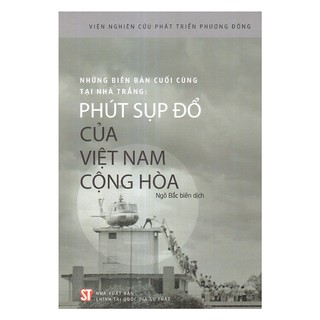 VIỆN NGHIÊN CỨU PHÁT TRIỂN PHƯƠNG ĐÔNG
NHỮNG BIÊN BẢN CUỐI CÙNG
TẠI NHÀ TRẮNG:
PHÚT SỤP ĐỔ
CỦA
VIỆT NAM
CỘNG HÒA
Ngô Bắc biên dịch
ST
NHÀ XUẤT BẢN
CHÍNH TRỊ QUỐC GIA SỰ THẬT